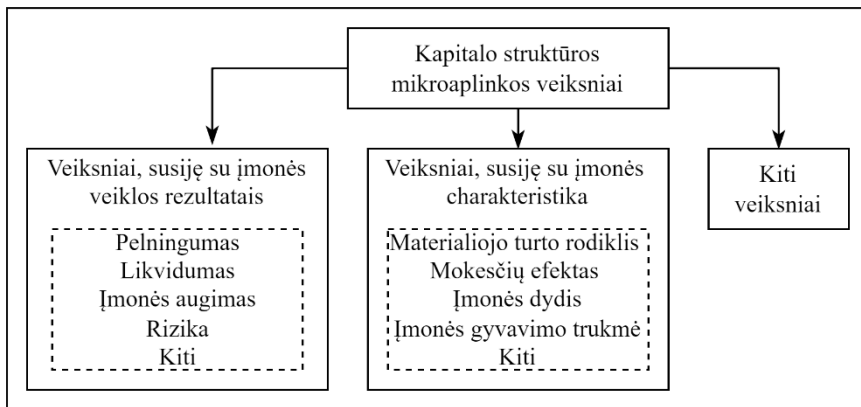 Kapitalo struktūros
mikroaplinkos veiksniai
Veiksniai, susiję su įmonės
veiklos rezultatais
Pelningumas
Likvidumas
Įmonės augimas
Rizika
Kiti
Veiksniai, susiję su įmonės
charakteristika
Materialiojo turto rodiklis
Mokesčių efektas
Įmonės dydis
Įmonės gyvavimo trukmė
Kiti
Kiti
veiksniai